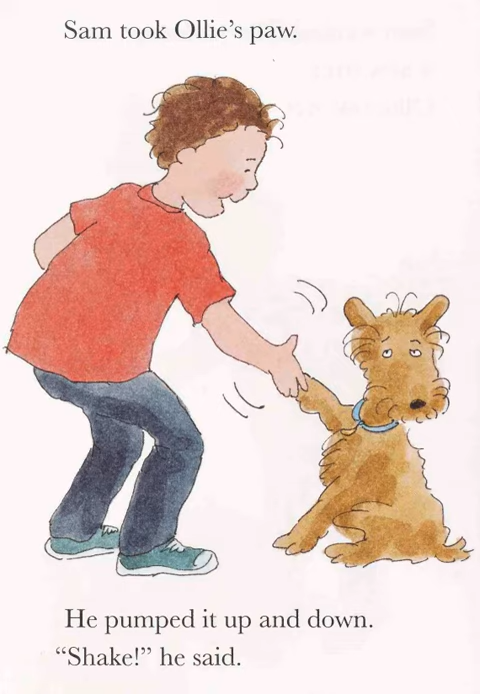 Sam took Ollie’s paw.
He pumped it up and down.
“Shake!” he said.